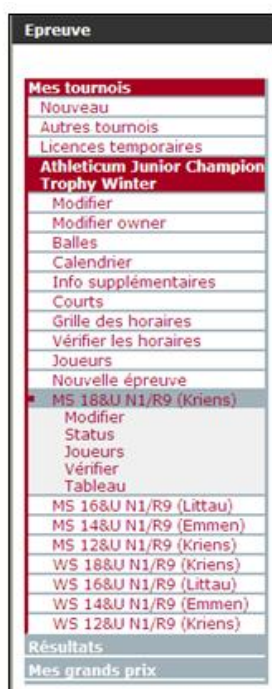 Epreuve
Mes tournois
Nouveau
Autres tournois
Licences temporaires
Athleticum Junior Champion
Trophy Winter
Modifier
Modifier owner
Balles
Calendrier
Info supplémentaires
Courts
Grille des horaires
Vérifier les horaires
Joueurs
Nouvelle épreuve
MS 18&U N1/R9 (Kriens)
Modifier
Status
Joueurs
Vérifier
Tableau
MS 16&U N1/R9 (Littau)
MS 14&U N1/R9 (Emmen)
MS 12&U N1/R9 (Kriens)
WS 18&U N1/R9 (Kriens)
WS 16&U N1/R9 (Littau)
WS 14&U N1/R9 (Emmen)
WS 12&U N1/R9 (Kriens)
Résultats
Mes grands prix